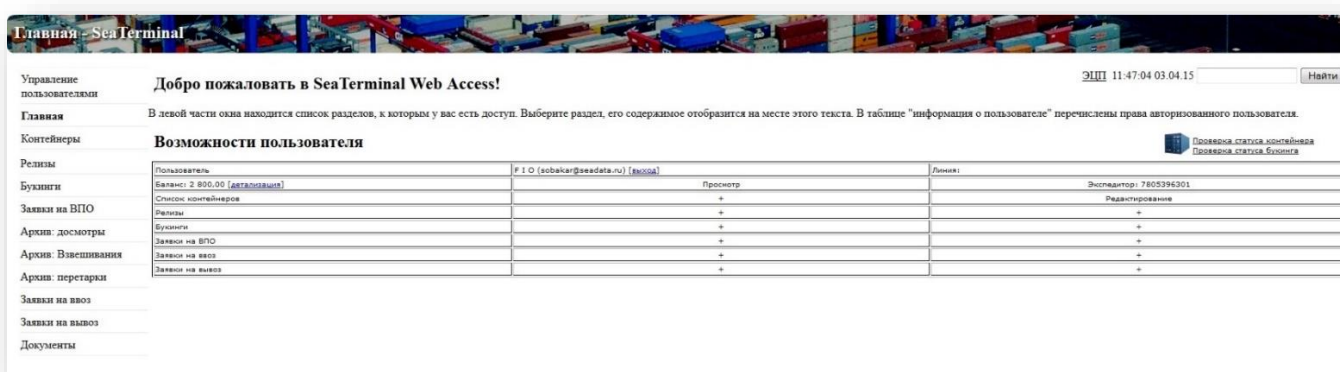 Главная - SeaTerminal
Управление
пользователями
Главная
Контейнеры
Релизы
Букинги
Заявки на ВПО
Архив: досмотры
Архив: Взвешивания
Архив: перетарки
Заявки на ввоз
Заявки на вывоз
Документы
Добро пожаловать в SeaTerminal Web Access!
ЭЦП 11:47:04 03.04.15
Найти
В левой части окна находится список разделов, к которым у вас есть доступ. Выберите раздел, его содержимое отобразится на месте этого текста. В таблице "информация о пользователе" перечислены права авторизованного пользователя.
Возможности пользователя
Проверка статуса контейнера
Проверка статуса букинга
Пользователь F I O (sobakar@seadata.ru) [выход] Линия:
Баланс: 2 800,00 [детализация] Просмотр Экспедитор: 7805396301
Список контейнеров + Редактирование
Релизы + +
Букинги + +
Заявки на ВПО + +
Заявки на ввоз + +
Заявки на вывоз + +